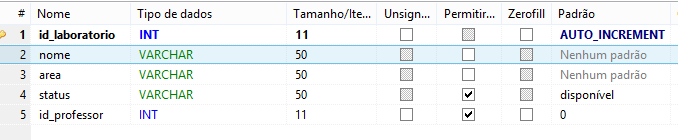 # Nome Tipo de dados Tamanho/Ite... Unsign... Permitir... Zerofill Padrão
1 id_laboratorio INT 11 AUTO_INCREMENT
2 nome VARCHAR 50 Nenhum padrão
3 area VARCHAR 50 Nenhum padrão
4 status VARCHAR 50 disponível
5 id_professor INT 11 0